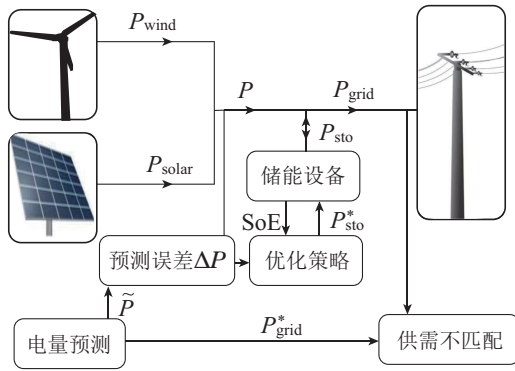 P_wind
P P_grid
P_sto
P_solar
储能设备
SoE P*_sto
预测误差ΔP 优化策略
P̃
P*_grid
电量预测 供需不匹配